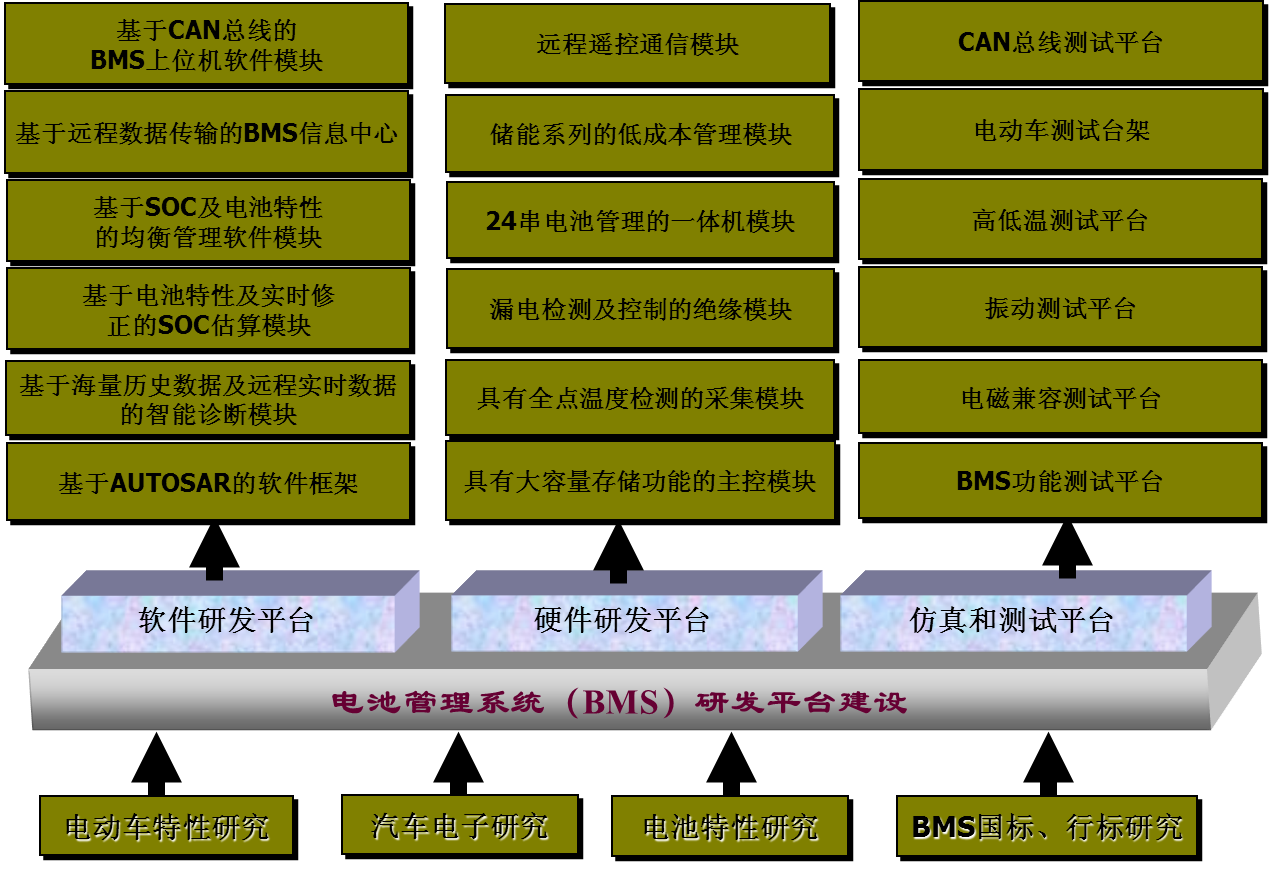 基于CAN总线的
BMS上位机软件模块
基于远程数据传输的BMS信息中心
基于SOC及电池特性
的均衡管理软件模块
基于电池特性及实时修
正的SOC估算模块
基于海量历史数据及远程实时数据
的智能诊断模块
基于AUTOSAR的软件框架
远程遥控通信模块
储能系列的低成本管理模块
24串电池管理的一体机模块
漏电检测及控制的绝缘模块
具有全点温度检测的采集模块
具有大容量存储功能的主控模块
CAN总线测试平台
电动车测试台架
高低温测试平台
振动测试平台
电磁兼容测试平台
BMS功能测试平台
软件研发平台
硬件研发平台
仿真和测试平台
电池管理系统（BMS）研发平台建设
电动车特性研究
汽车电子研究
电池特性研究
BMS国标、行标研究